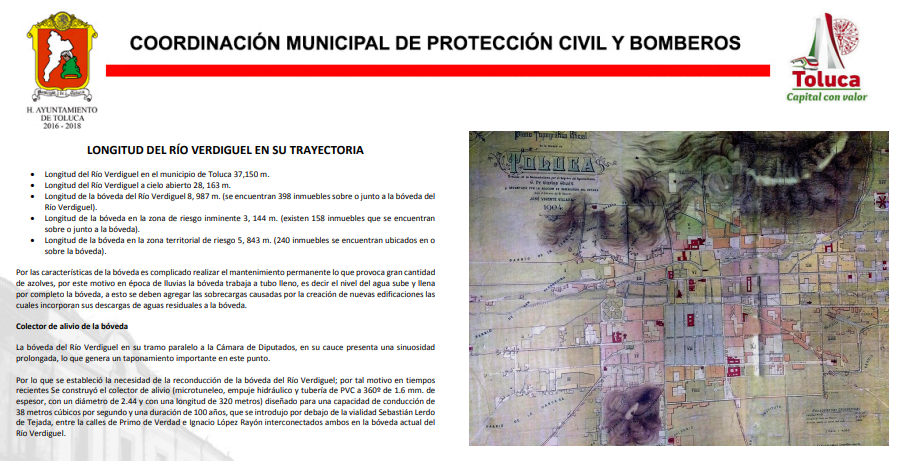 COORDINACIÓN MUNICIPAL DE PROTECCIÓN CIVIL Y BOMBEROS
H. AYUNTAMIENTO
DE TOLUCA
2016 - 2018
Toluca
Capital con valor
LONGITUD DEL RÍO VERDIGUEL EN SU TRAYECTORIA
• Longitud del Río Verdiguel en el municipio de Toluca 37,150 m.
• Longitud del Río Verdiguel a cielo abierto 28, 163 m.
• Longitud de la bóveda del Río Verdiguel 8, 987 m. (se encuentran 398 inmuebles sobre o junto a la bóveda del
Río Verdiguel).
• Longitud de la bóveda en la zona de riesgo inminente 3, 144 m. (existen 158 inmuebles que se encuentran
sobre o junto a la bóveda).
• Longitud de la bóveda en la zona territorial de riesgo 5, 843 m. (240 inmuebles se encuentran ubicados en o
sobre la bóveda).
Por las características de la bóveda es complicado realizar el mantenimiento permanente lo que provoca gran cantidad
de azolves, por este motivo en época de lluvias la bóveda trabaja a tubo lleno, es decir el nivel del agua sube y llena
por completo la bóveda, a esto se deben agregar las sobrecargas causadas por la creación de nuevas edificaciones las
cuales incorporan sus descargas de aguas residuales a la bóveda.
Colector de alivio de la bóveda
La bóveda del Río Verdiguel en su tramo paralelo a la Cámara de Diputados, en su cauce presenta una sinuosidad
prolongada, lo que genera un taponamiento importante en este punto.
Por lo que se estableció la necesidad de la reconducción de la bóveda del Río Verdiguel; por tal motivo en tiempos
recientes Se construyó el colector de alivio (microtuneleo, empuje hidráulico y tubería de PVC a 360º de 1.6 mm. de
espesor, con un diámetro de 2.44 y con una longitud de 320 metros) diseñado para una capacidad de conducción de
38 metros cúbicos por segundo y una duración de 100 años, que se introdujo por debajo de la vialidad Sebastián Lerdo
de Tejada, entre la calles de Primo de Verdad e Ignacio López Rayón interconectados ambos en la bóveda actual del
Río Verdiguel.
Plano Topográfico Oficial
TOLUCA
JOSÉ VICENTE VILLADA
1904